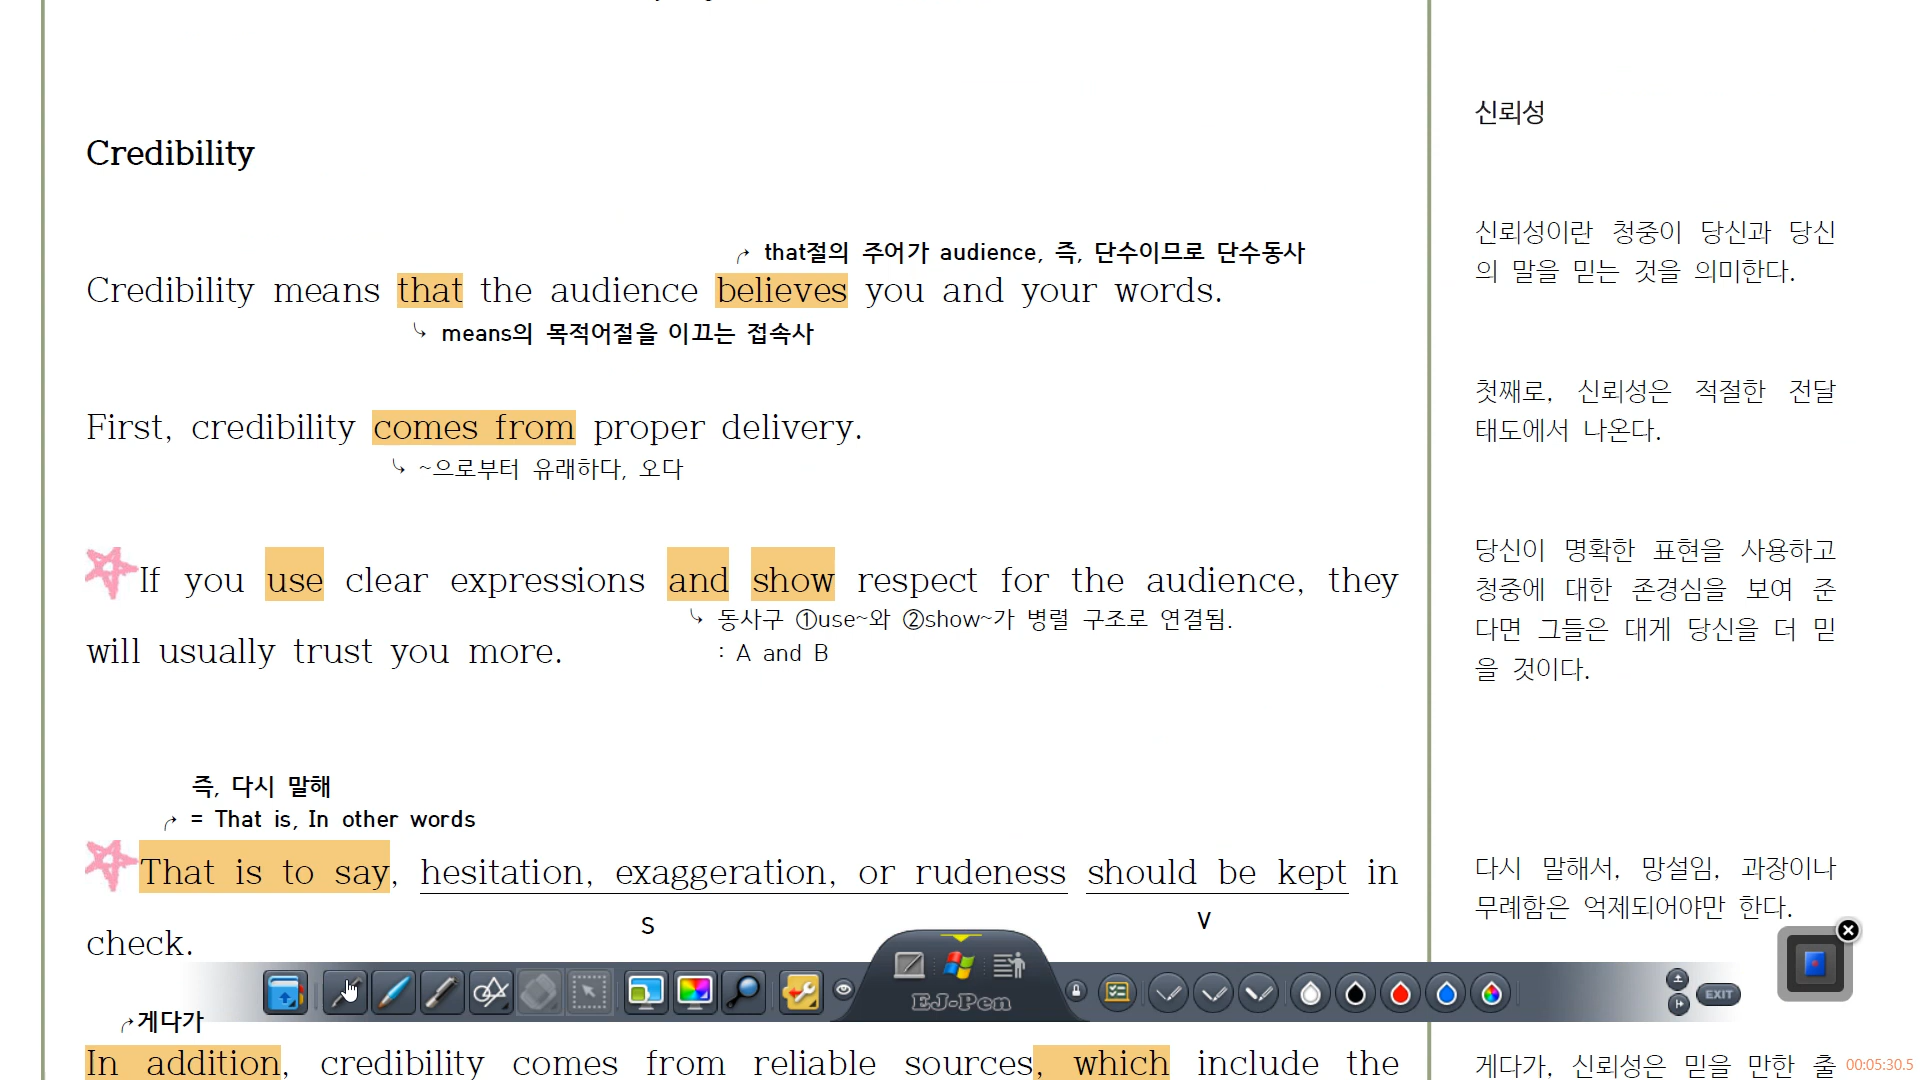 Credibility
that절의 주어가 audience, 즉, 단수이므로 단수동사
Credibility means that the audience believes you and your words.
means의 목적어절을 이끄는 접속사
First, credibility comes from proper delivery.
~으로부터 유래하다, 오다
If you use clear expressions and show respect for the audience, they
동사구 ①use~와 ②show~가 병렬 구조로 연결됨.
will usually trust you more.
: A and B
즉, 다시 말해
= That is, In other words
That is to say, hesitation, exaggeration, or rudeness should be kept in
S
V
check.
게다가
In addition, credibility comes from reliable sources, which include the
신뢰성
신뢰성이란 청중이 당신과 당신
의 말을 믿는 것을 의미한다.
첫째로, 신뢰성은 적절한 전달
태도에서 나온다.
당신이 명확한 표현을 사용하고
청중에 대한 존경심을 보여 준
다면 그들은 대게 당신을 더 믿
을 것이다.
다시 말해서, 망설임, 과장이나
무례함은 억제되어야만 한다.
게다가, 신뢰성은 믿을 만한 출
EJ-Pen
EXIT
00:05:30.5